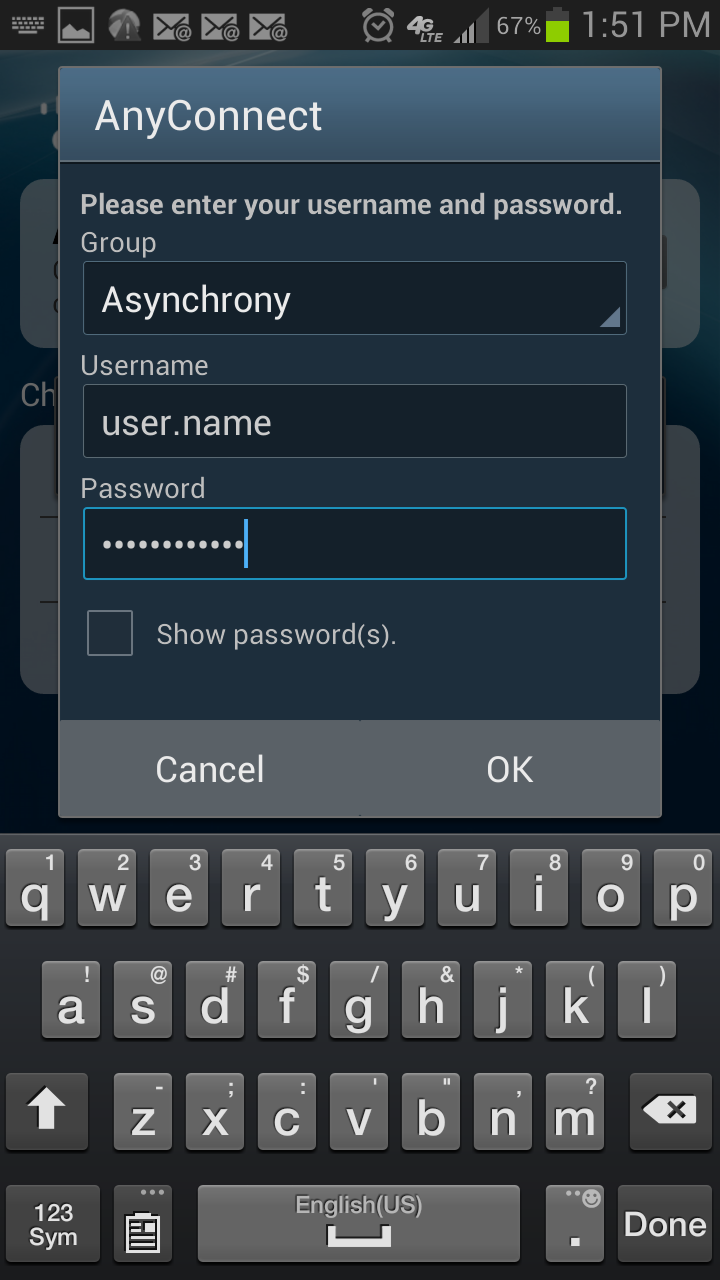 4G LTE 67% 1:51 PM
AnyConnect
Please enter your username and password.
Group
Asynchrony
Username
user.name
Ch
Password
••••••••••••
Show password(s).
Cancel OK
1 2 3 4 5 6 7 8 9 0
q w e r t y u i o p
! @ # $ / & * ( )
a s d f g h j k l
- ; : ' " , ?
z x c v b n m
123 English(US)
Sym . Done